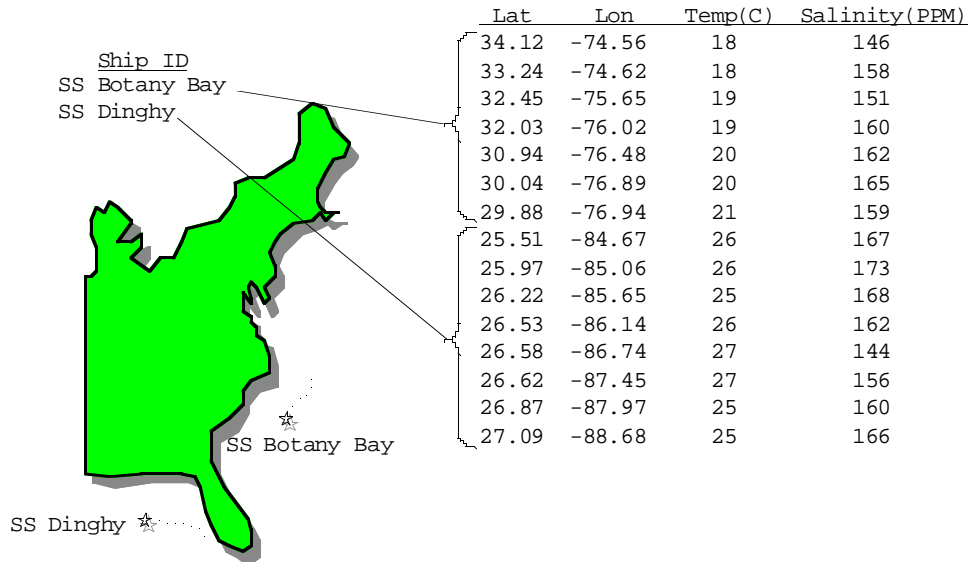 Lat Lon Temp(C) Salinity(PPM)
34.12 -74.56 18 146
33.24 -74.62 18 158
32.45 -75.65 19 151
32.03 -76.02 19 160
30.94 -76.48 20 162
30.04 -76.89 20 165
29.88 -76.94 21 159
25.51 -84.67 26 167
25.97 -85.06 26 173
26.22 -85.65 25 168
26.53 -86.14 26 162
26.58 -86.74 27 144
26.62 -87.45 27 156
26.87 -87.97 25 160
27.09 -88.68 25 166
Ship ID
SS Botany Bay
SS Dinghy
SS Botany Bay
SS Dinghy